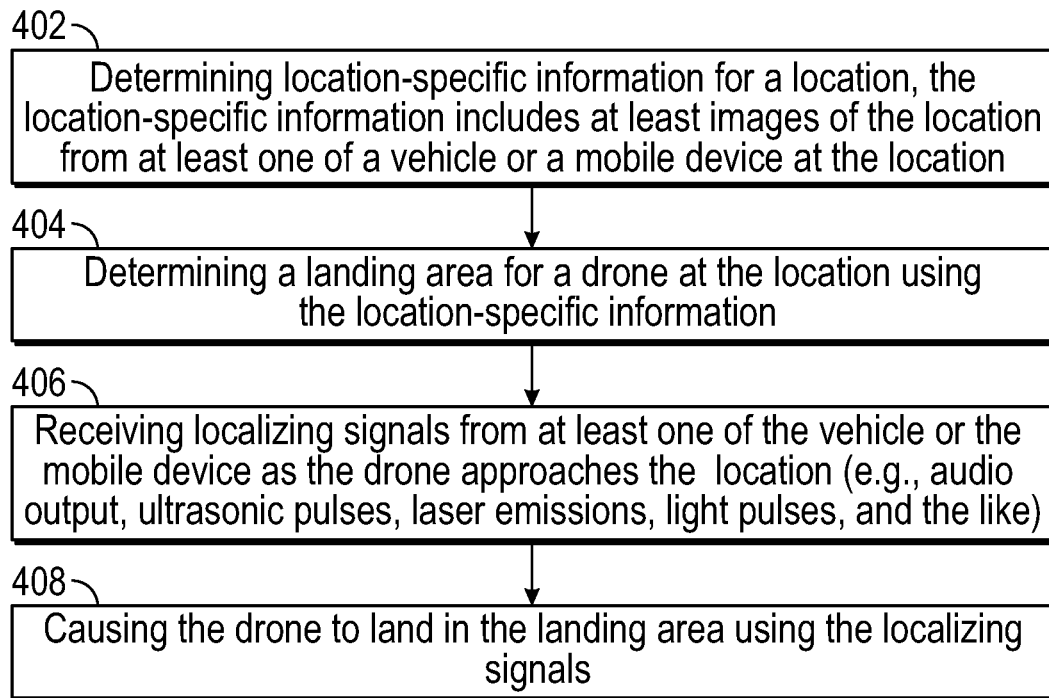 402
Determining location-specific information for a location, the
location-specific information includes at least images of the location
from at least one of a vehicle or a mobile device at the location
404
Determining a landing area for a drone at the location using
the location-specific information
406
Receiving localizing signals from at least one of the vehicle or the
mobile device as the drone approaches the location (e.g., audio
output, ultrasonic pulses, laser emissions, light pulses, and the like)
408
Causing the drone to land in the landing area using the localizing
signals